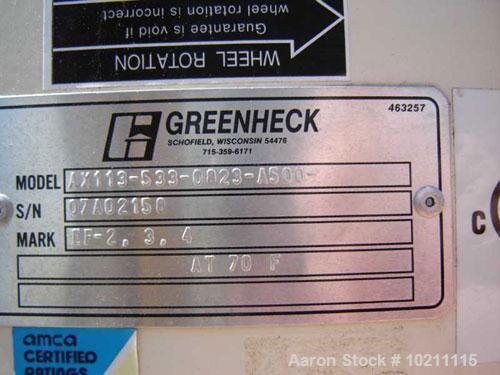 WHEEL ROTATION
Guarantee is void if
wheel rotation is incorrect
463257
GREENHECK
SCHOFIELD, WISCONSIN 54476
715-359-6171
MODEL AX113-533-0023-A500-
S/N 07A02150
MARK EF-2, 3, 4
AT 70 F
C
amca
CERTIFIED
RATINGS
Aaron Stock # 10211115